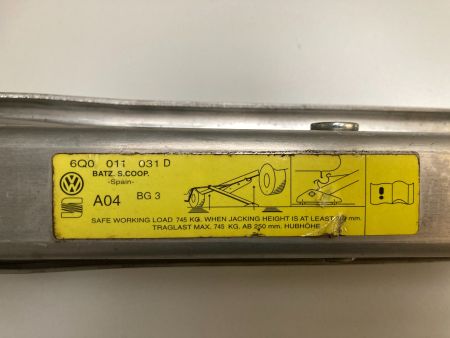 6Q0 011 031 D
BATZ. S.COOP.
-Spain-
A04 BG 3
SAFE WORKING LOAD 745 KG. WHEN JACKING HEIGHT IS AT LEAST mm.
TRAGLAST MAX. 745 KG. AB 250 mm. HUBHÖHE